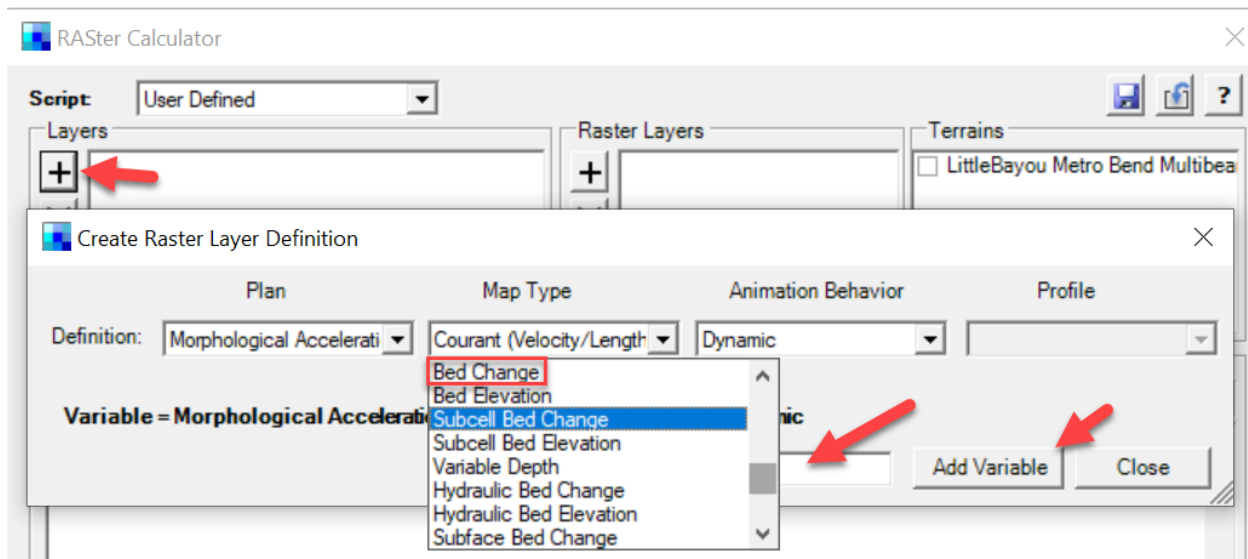 RASter Calculator
Script: User Defined
?
Layers
Raster Layers
Terrains
+
+
LittleBayou Metro Bend Multibea
Create Raster Layer Definition
Plan
Map Type
Animation Behavior
Profile
Definition:
Morphological Accelerati
Courant (Velocity/Length
Dynamic
Bed Change
Bed Elevation
Variable = Morphological Accelerati
Subcell Bed Change
Subcell Bed Elevation
Variable Depth
Add Variable
Close
Hydraulic Bed Change
Hydraulic Bed Elevation
Subface Bed Change